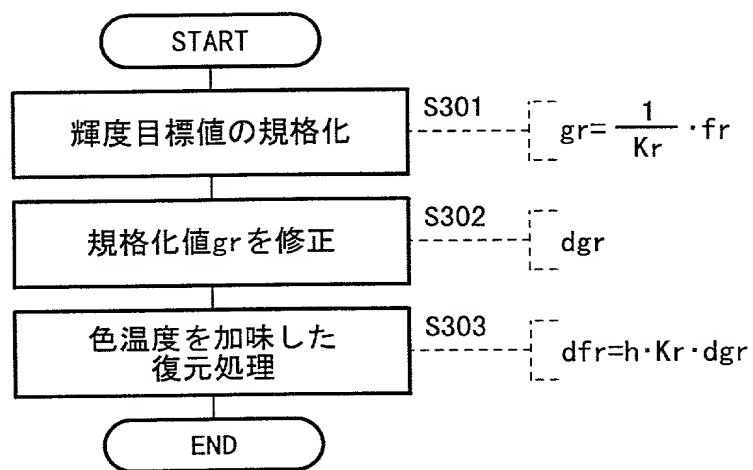 START
輝度目標値の規格化
S301
gr= 1/Kr ·fr
規格化値grを修正
S302
dgr
色温度を加味した
復元処理
S303
dfr=h·Kr·dgr
END